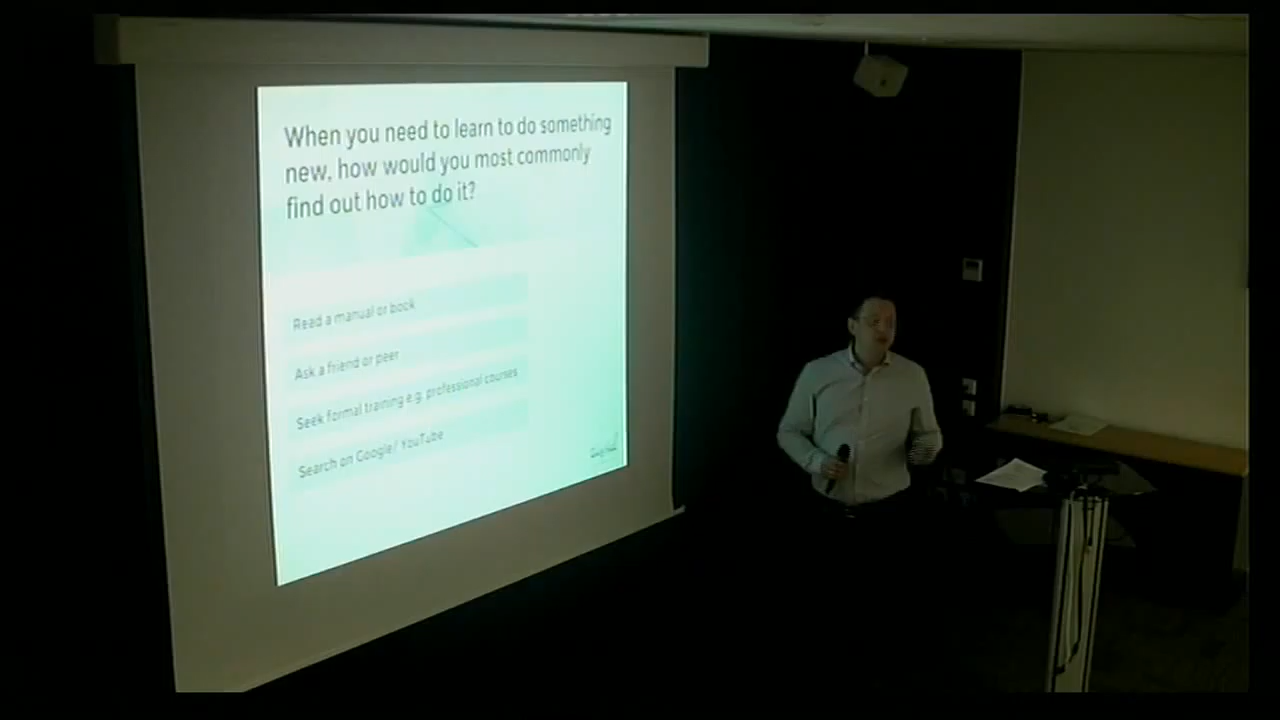 When you need to learn to do something
new, how would you most commonly
find out how to do it?
Read a manual or book
Ask a friend or peer
Seek formal training e.g. professional courses
Search on Google/ YouTube